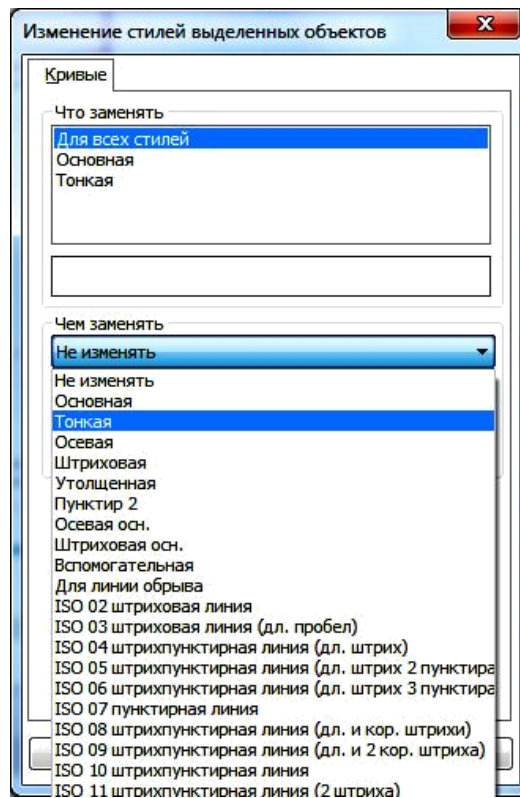 Изменение стилей выделенных объектов
Кривые
Что заменять
Для всех стилей
Основная
Тонкая
Чем заменять
Не изменять
Не изменять
Основная
Тонкая
Осевая
Штриховая
Утолщенная
Пунктир 2
Осевая осн.
Штриховая осн.
Вспомогательная
Для линии обрыва
ISO 02 штриховая линия
ISO 03 штриховая линия (дл. пробел)
ISO 04 штрихпунктирная линия (дл. штрих)
ISO 05 штрихпунктирная линия (дл. штрих 2 пунктира
ISO 06 штрихпунктирная линия (дл. штрих 3 пунктира
ISO 07 пунктирная линия
ISO 08 штрихпунктирная линия (дл. и кор. штрихи)
ISO 09 штрихпунктирная линия (дл. и 2 кор. штриха)
ISO 10 штрихпунктирная линия
ISO 11 штрихпунктирная линия (2 штриха)